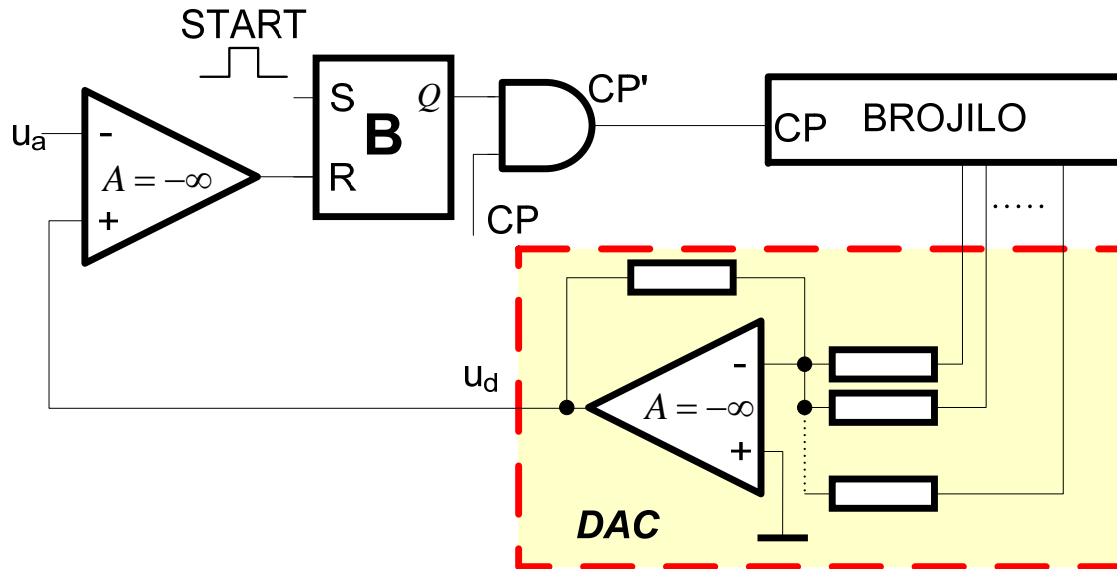 START
u_a
-
A = -∞
+
S
Q
B
R
CP
CP'
CP
BROJILO
.....
u_d
-
A = -∞
+
DAC